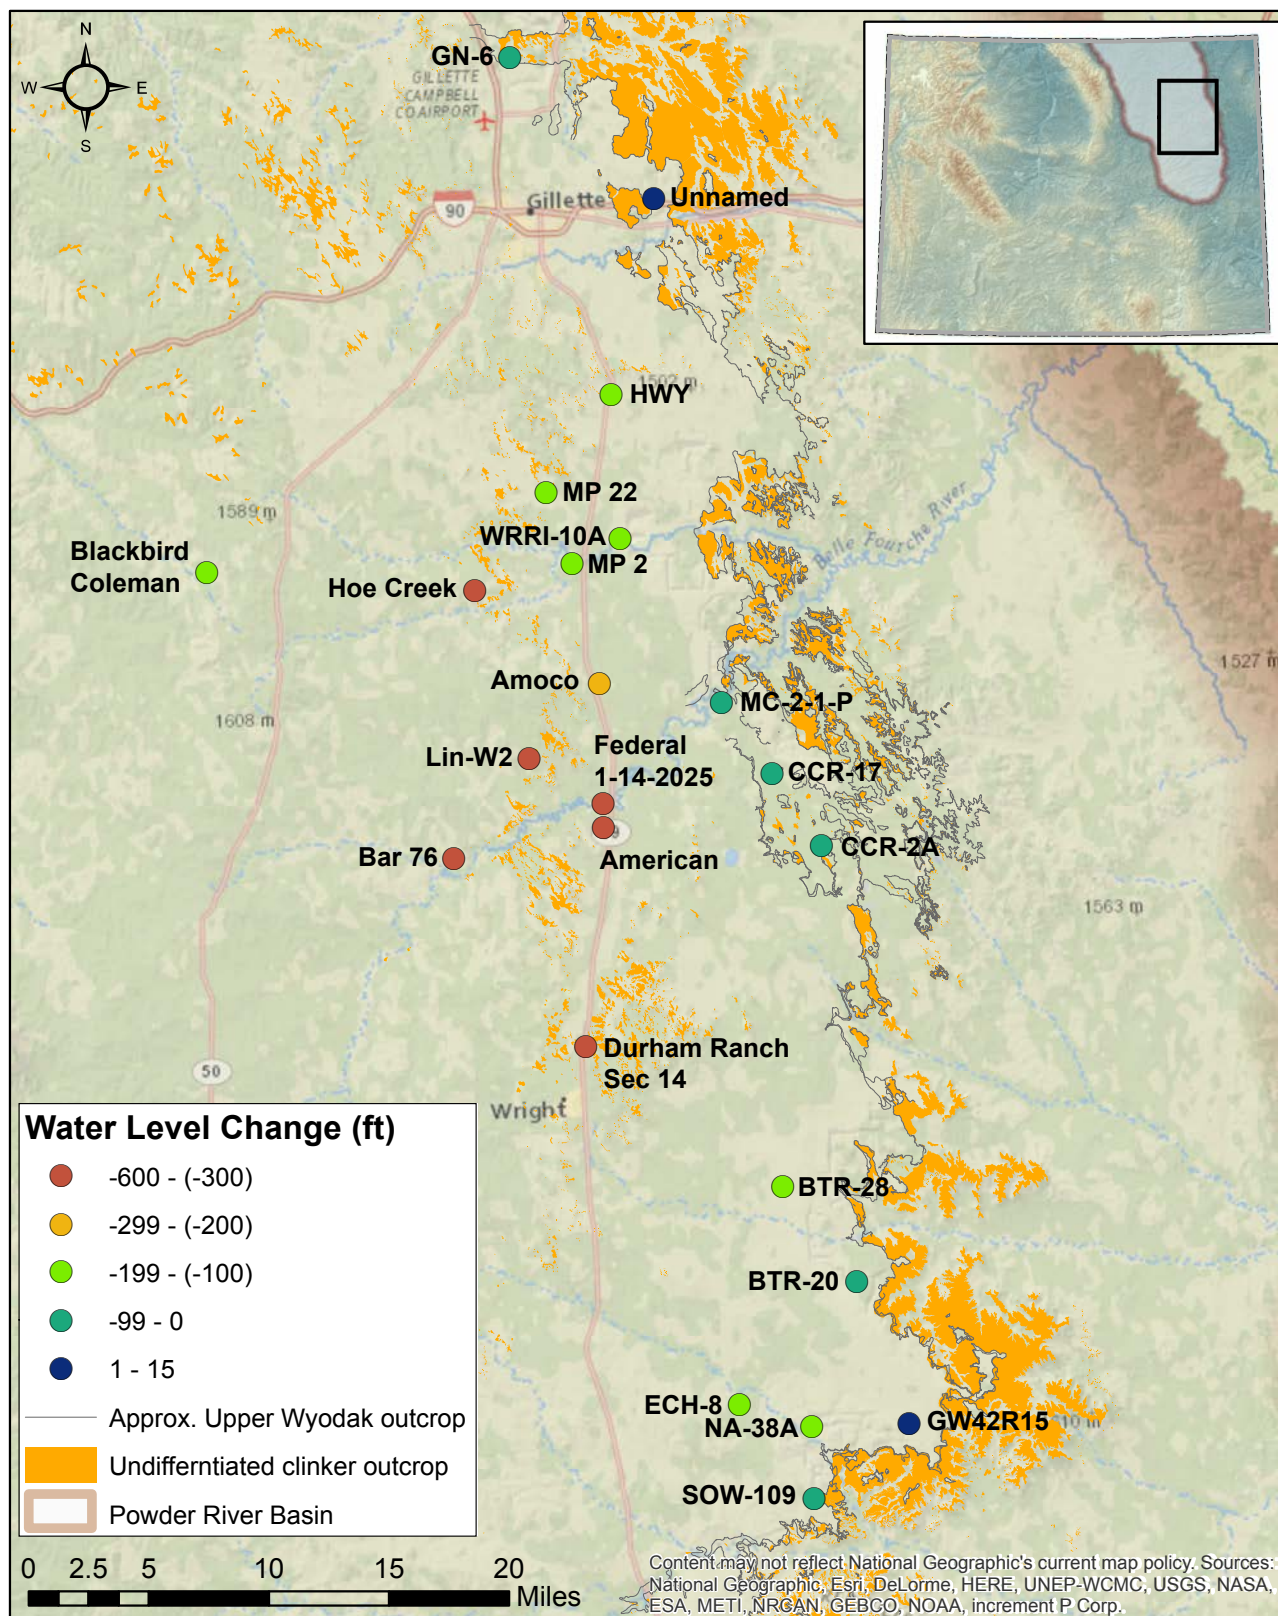 N
W
E
S
GN-6
GILLETTE
CAMPBELL
CO AIRPORT
Unnamed
Gillette
90
HWY
MP 22
1589 m
WRRI-10A
Belle Fourche River
Blackbird
Coleman
MP 2
Hoe Creek
1527 m
Amoco
MC-2-1-P
1608 m
Federal
1-14-2025
Lin-W2
CCR-17
American
CCR-2A
Bar 76
1563 m
Durham Ranch
Sec 14
50
Wright
Water Level Change (ft)
-600 - (-300)
-299 - (-200)
-199 - (-100)
-99 - 0
1 - 15
Approx. Upper Wyodak outcrop
Undifferntiated clinker outcrop
Powder River Basin
BTR-28
BTR-20
ECH-8
NA-38A
GW42R15
SOW-109
0 2.5 5 10 15 20
Miles
Content may not reflect National Geographic's current map policy. Sources:
National Geographic, Esri, DeLorme, HERE, UNEP-WCMC, USGS, NASA,
ESA, METI, NRCAN, GEBCO, NOAA, increment P Corp.